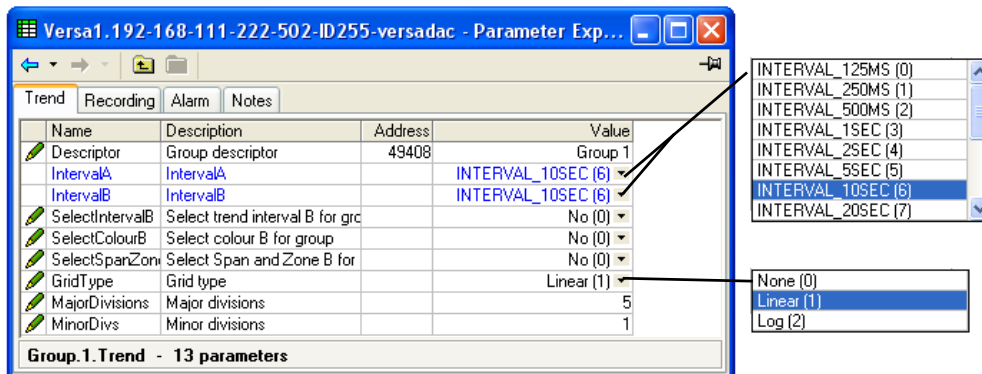 Versa1.192-168-111-222-502-ID255-versadac - Parameter Exp...
Trend Recording Alarm Notes
Name Description Address Value
Descriptor Group descriptor 49408 Group 1
IntervalA IntervalA INTERVAL_10SEC (6)
IntervalB IntervalB INTERVAL_10SEC (6)
SelectIntervalB Select trend interval B for grc No (0)
SelectColourB Select colour B for group No (0)
SelectSpanZon Select Span and Zone B for No (0)
GridType Grid type Linear (1)
MajorDivisions Major divisions 5
MinorDivs Minor divisions 1
Group.1.Trend - 13 parameters
INTERVAL_125MS (0)
INTERVAL_250MS (1)
INTERVAL_500MS (2)
INTERVAL_1SEC (3)
INTERVAL_2SEC (4)
INTERVAL_5SEC (5)
INTERVAL_10SEC (6)
INTERVAL_20SEC (7)
None (0)
Linear (1)
Log (2)